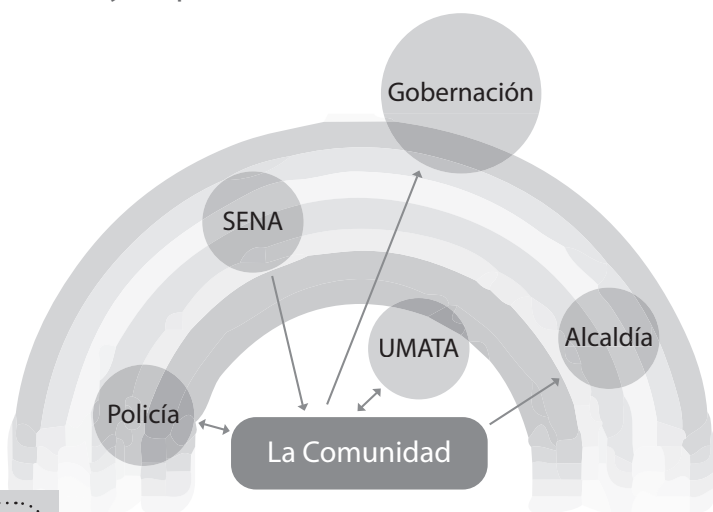 Gobernación
SENA
UMATA
Alcaldía
Policía
La Comunidad